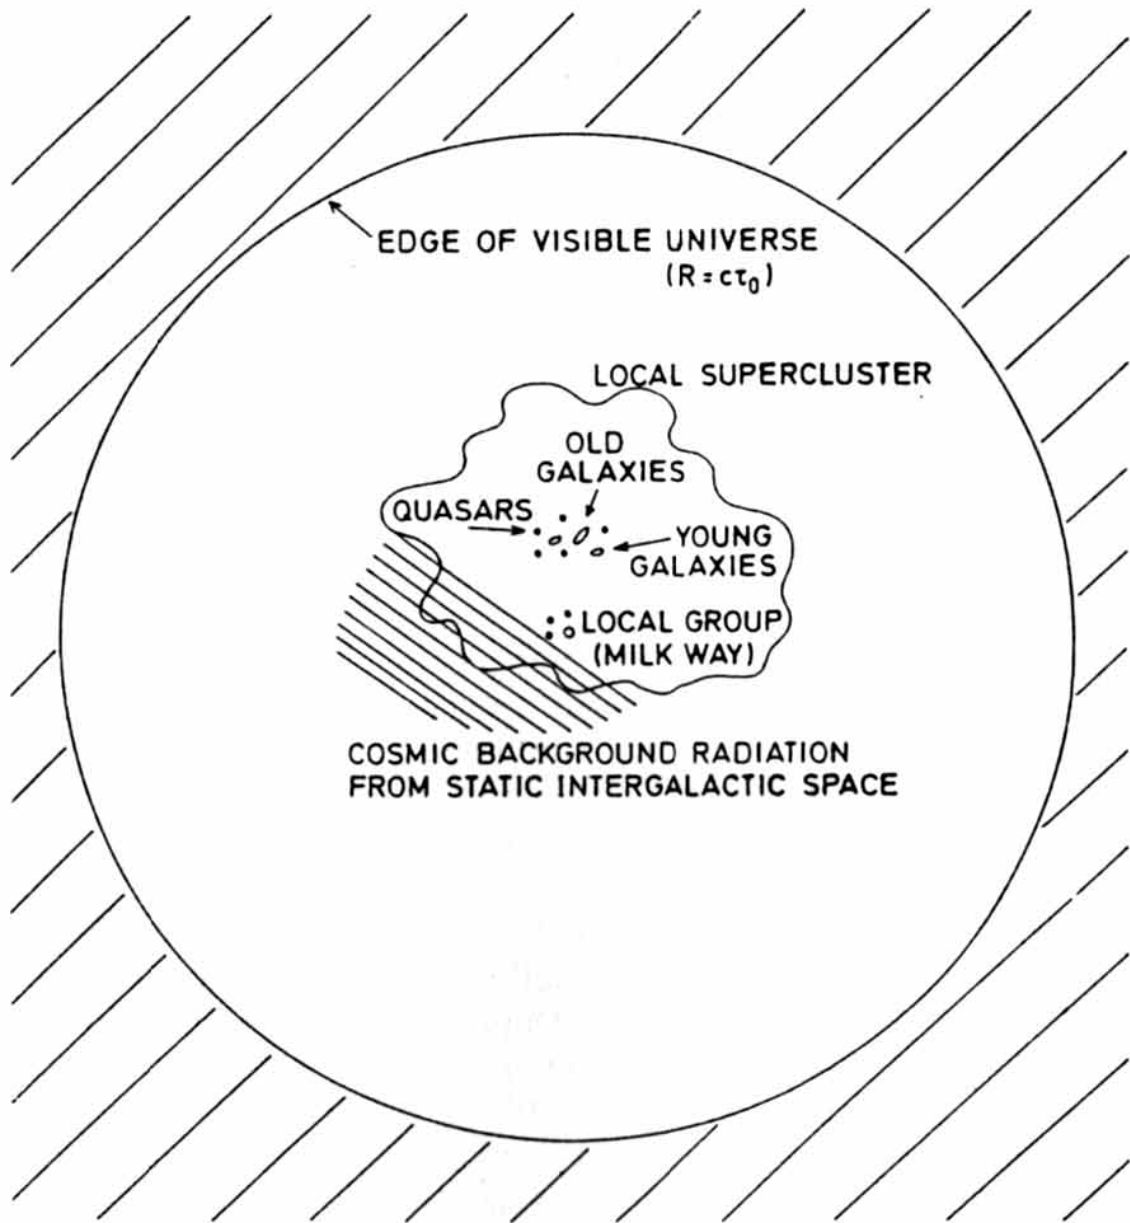 EDGE OF VISIBLE UNIVERSE
(R = cτ₀)
LOCAL SUPERCLUSTER
OLD
GALAXIES
QUASARS
YOUNG
GALAXIES
LOCAL GROUP
(MILK WAY)
COSMIC BACKGROUND RADIATION
FROM STATIC INTERGALACTIC SPACE